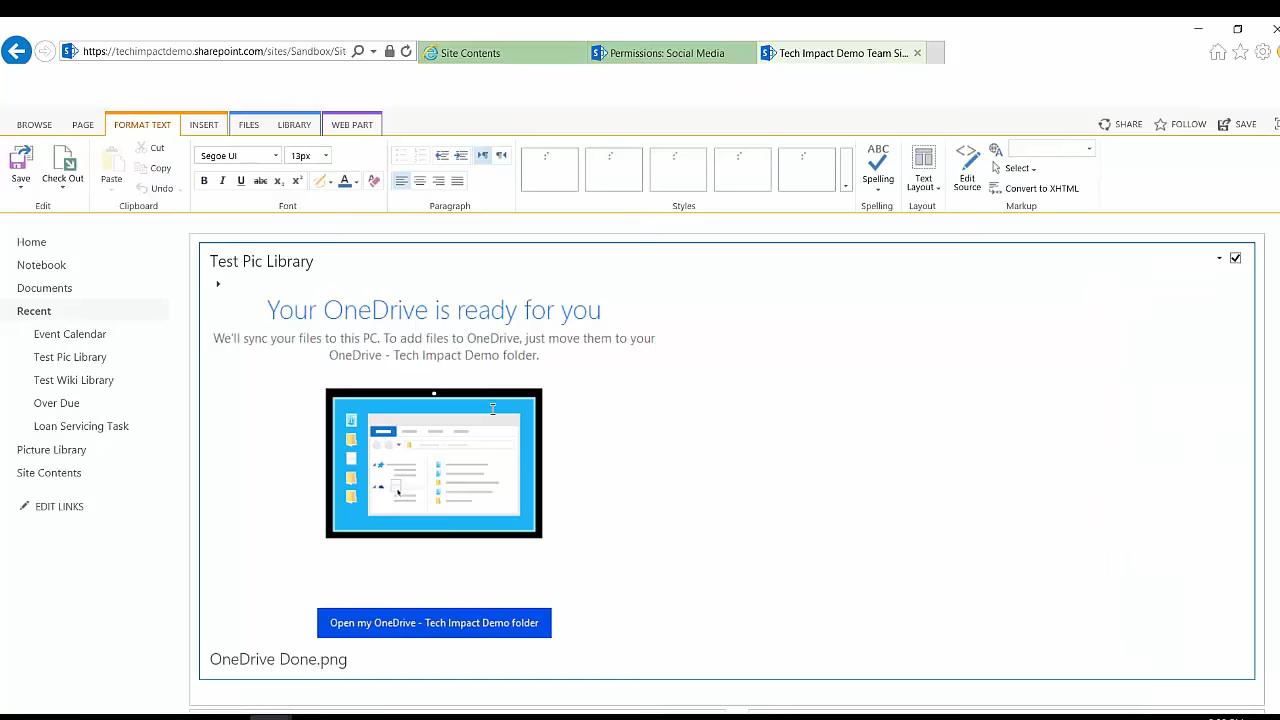 https://techimpactdemo.sharepoint.com/sites/Sandbox/Sit
Site Contents
Permissions: Social Media
Tech Impact Demo Team Si...
BROWSE
PAGE
FORMAT TEXT
INSERT
FILES
LIBRARY
WEB PART
SHARE
FOLLOW
SAVE
Save
Check Out
Paste
Cut
Copy
Undo
Segoe UI
13px
B I U abc x₂ x²
A
ABC
Spelling
Text
Layout
Edit
Source
Select
Convert to XHTML
Edit
Clipboard
Font
Paragraph
Styles
Spelling
Layout
Markup
Home
Notebook
Documents
Recent
Event Calendar
Test Pic Library
Test Wiki Library
Over Due
Loan Servicing Task
Picture Library
Site Contents
EDIT LINKS
Test Pic Library
Your OneDrive is ready for you
We'll sync your files to this PC. To add files to OneDrive, just move them to your
OneDrive - Tech Impact Demo folder.
Open my OneDrive - Tech Impact Demo folder
OneDrive Done.png